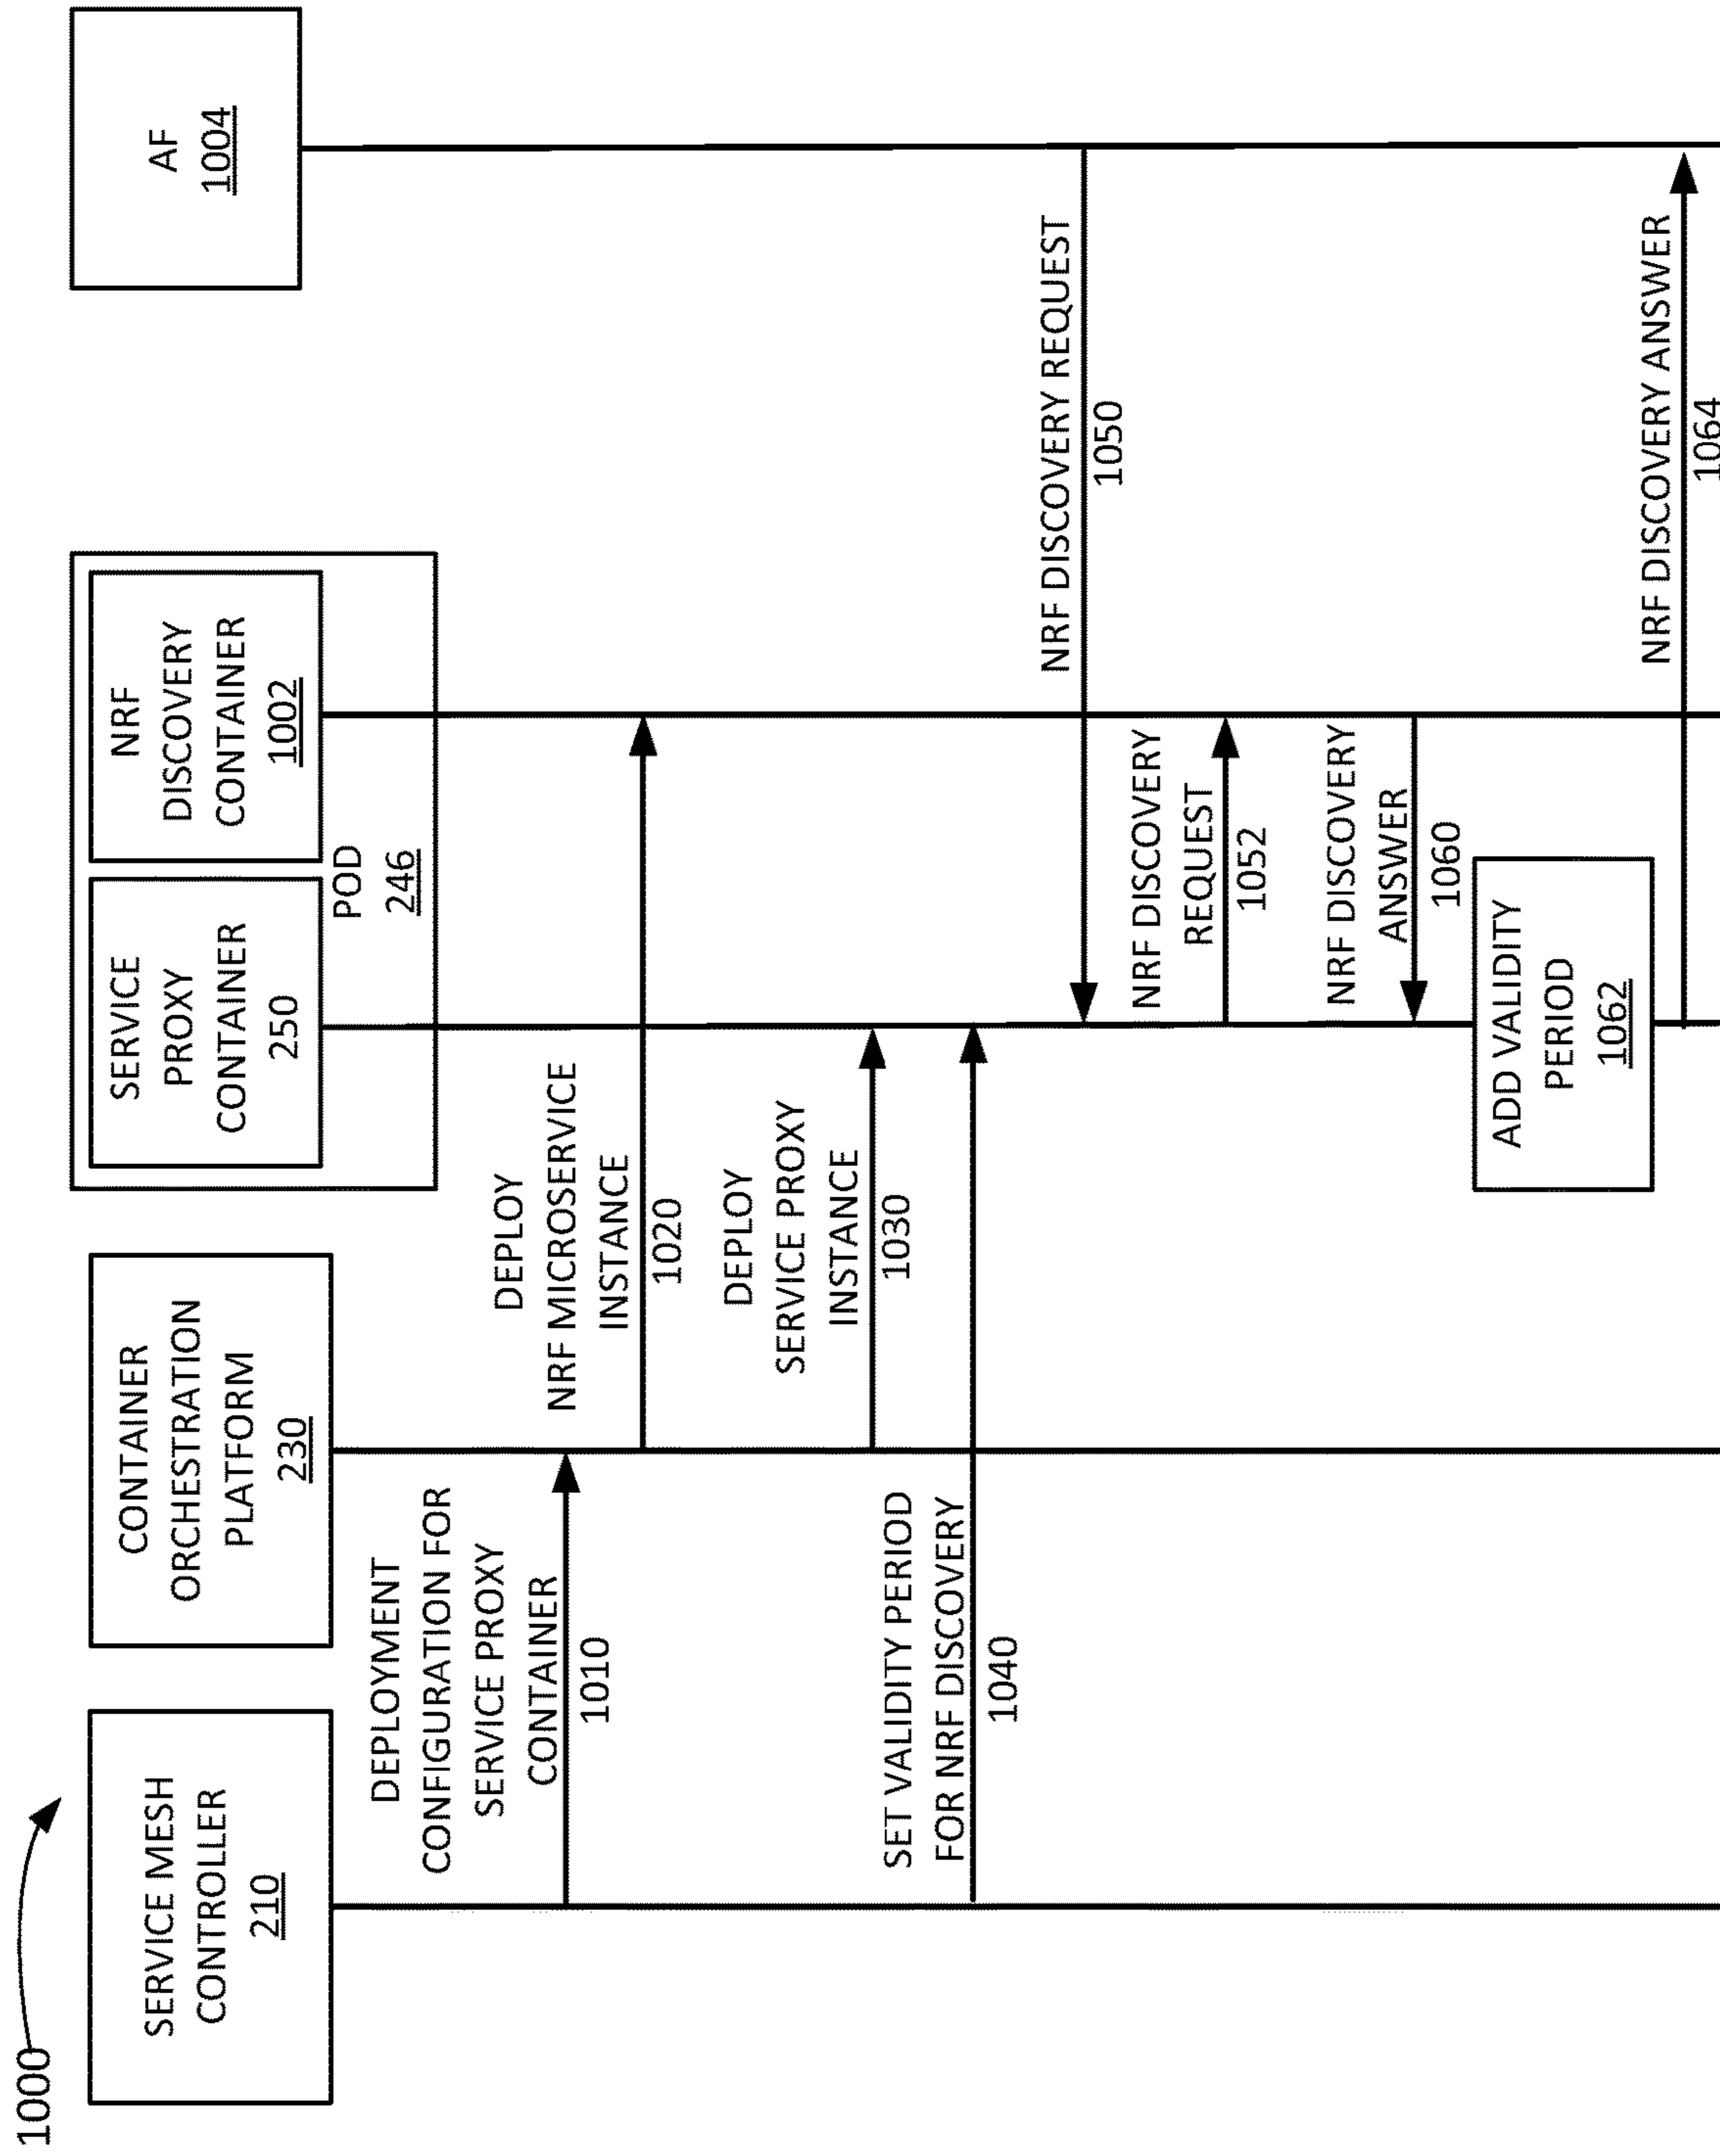 1000
SERVICE MESH
CONTROLLER
210
CONTAINER
ORCHESTRATION
PLATFORM
230
SERVICE
PROXY
CONTAINER
250
NRF
DISCOVERY
CONTAINER
1002
POD
246
AF
1004
DEPLOYMENT
CONFIGURATION FOR
SERVICE PROXY
CONTAINER
1010
DEPLOY
NRF MICROSERVICE
INSTANCE
1020
DEPLOY
SERVICE PROXY
INSTANCE
1030
SET VALIDITY PERIOD
FOR NRF DISCOVERY
1040
NRF DISCOVERY REQUEST
1050
NRF DISCOVERY
REQUEST
1052
NRF DISCOVERY
ANSWER
1060
ADD VALIDITY
PERIOD
1062
NRF DISCOVERY ANSWER
1064